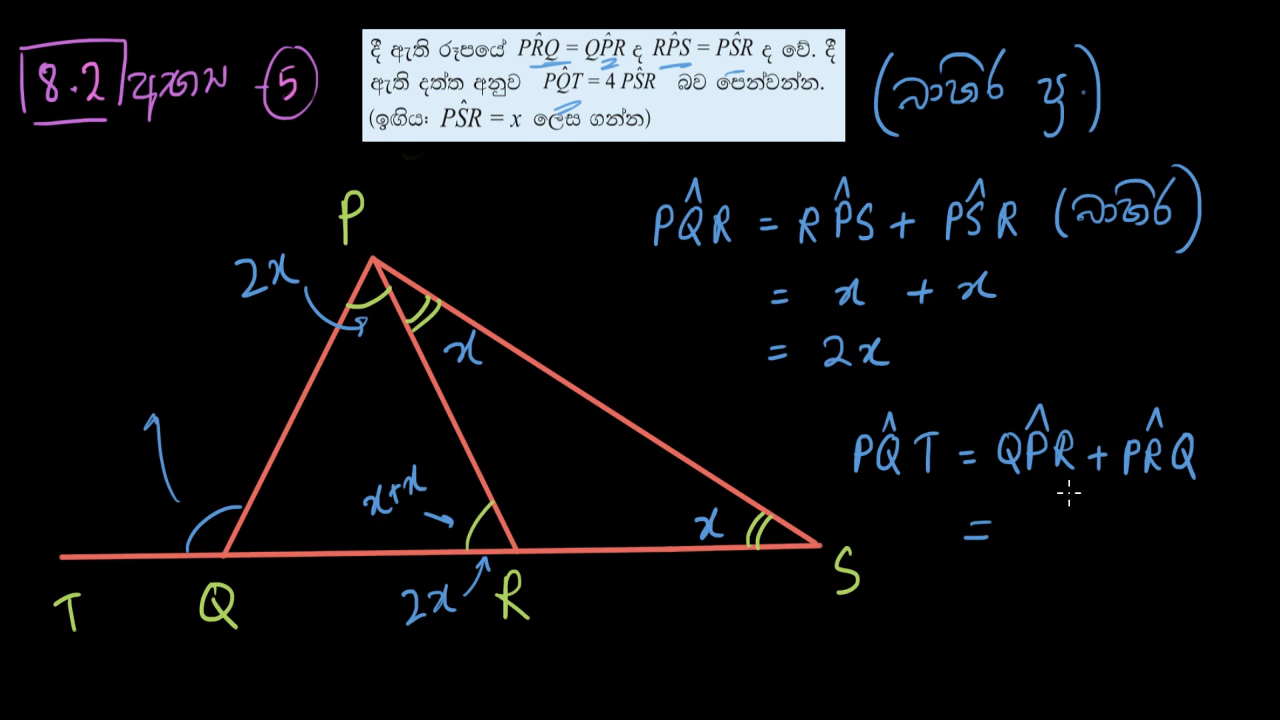 8.2 අභ්‍යාස - 5
දී ඇති රූපයේ PR̂Q = QP̂R ද RP̂S = PŜR ද වේ. දී
ඇති දත්ත අනුව PQ̂T = 4 PŜR බව පෙන්වන්න.
(ඉඟිය: PŜR = x ලෙස ගන්න)
(බාහිර ප්‍ර.)
P
2x
x
x+x
x
2x
T
Q
R
S
PQ̂R = RP̂S + PŜR (බාහිර)
= x + x
= 2x
PQ̂T = QP̂R + PR̂Q
=